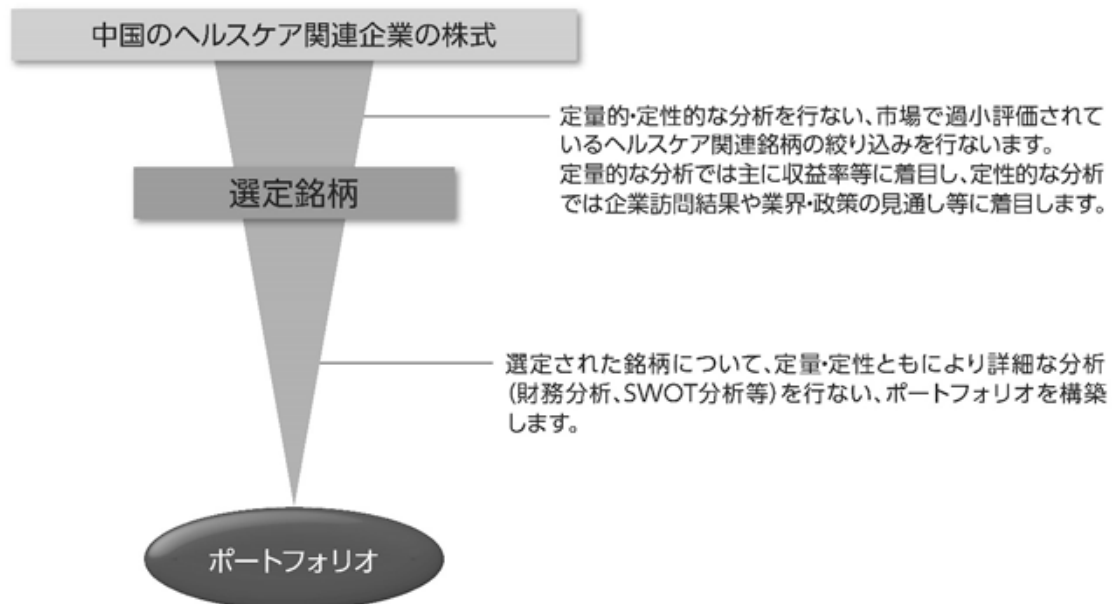 中国のヘルスケア関連企業の株式
定量的・定性的な分析を行ない、市場で過小評価されて
いるヘルスケア関連銘柄の絞り込みを行ないます。
定量的な分析では主に収益率等に着目し、定性的な分析
では企業訪問結果や業界・政策の見通し等に着目します。
選定銘柄
選定された銘柄について、定量・定性ともにより詳細な分析
(財務分析、SWOT分析等)を行ない、ポートフォリオを構築
します。
ポートフォリオ